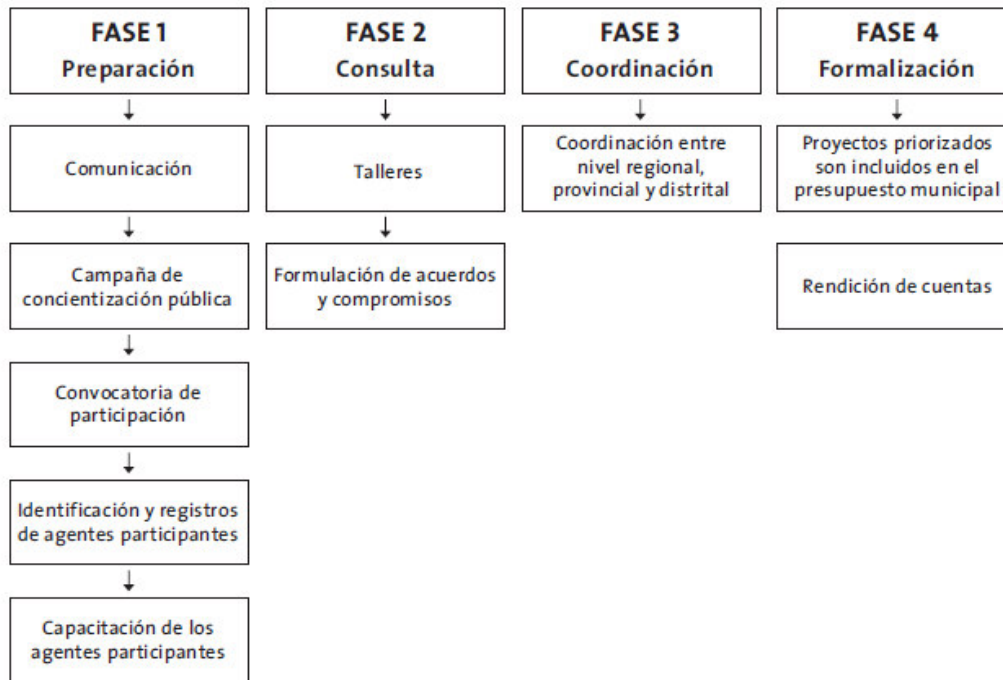 FASE 1
Preparación
Comunicación
Campaña de
concientización pública
Convocatoria de
participación
Identificación y registros
de agentes participantes
Capacitación de los
agentes participantes
FASE 2
Consulta
Talleres
Formulación de acuerdos
y compromisos
FASE 3
Coordinación
Coordinación entre
nivel regional,
provincial y distrital
FASE 4
Formalización
Proyectos priorizados
son incluidos en el
presupuesto municipal
Rendición de cuentas